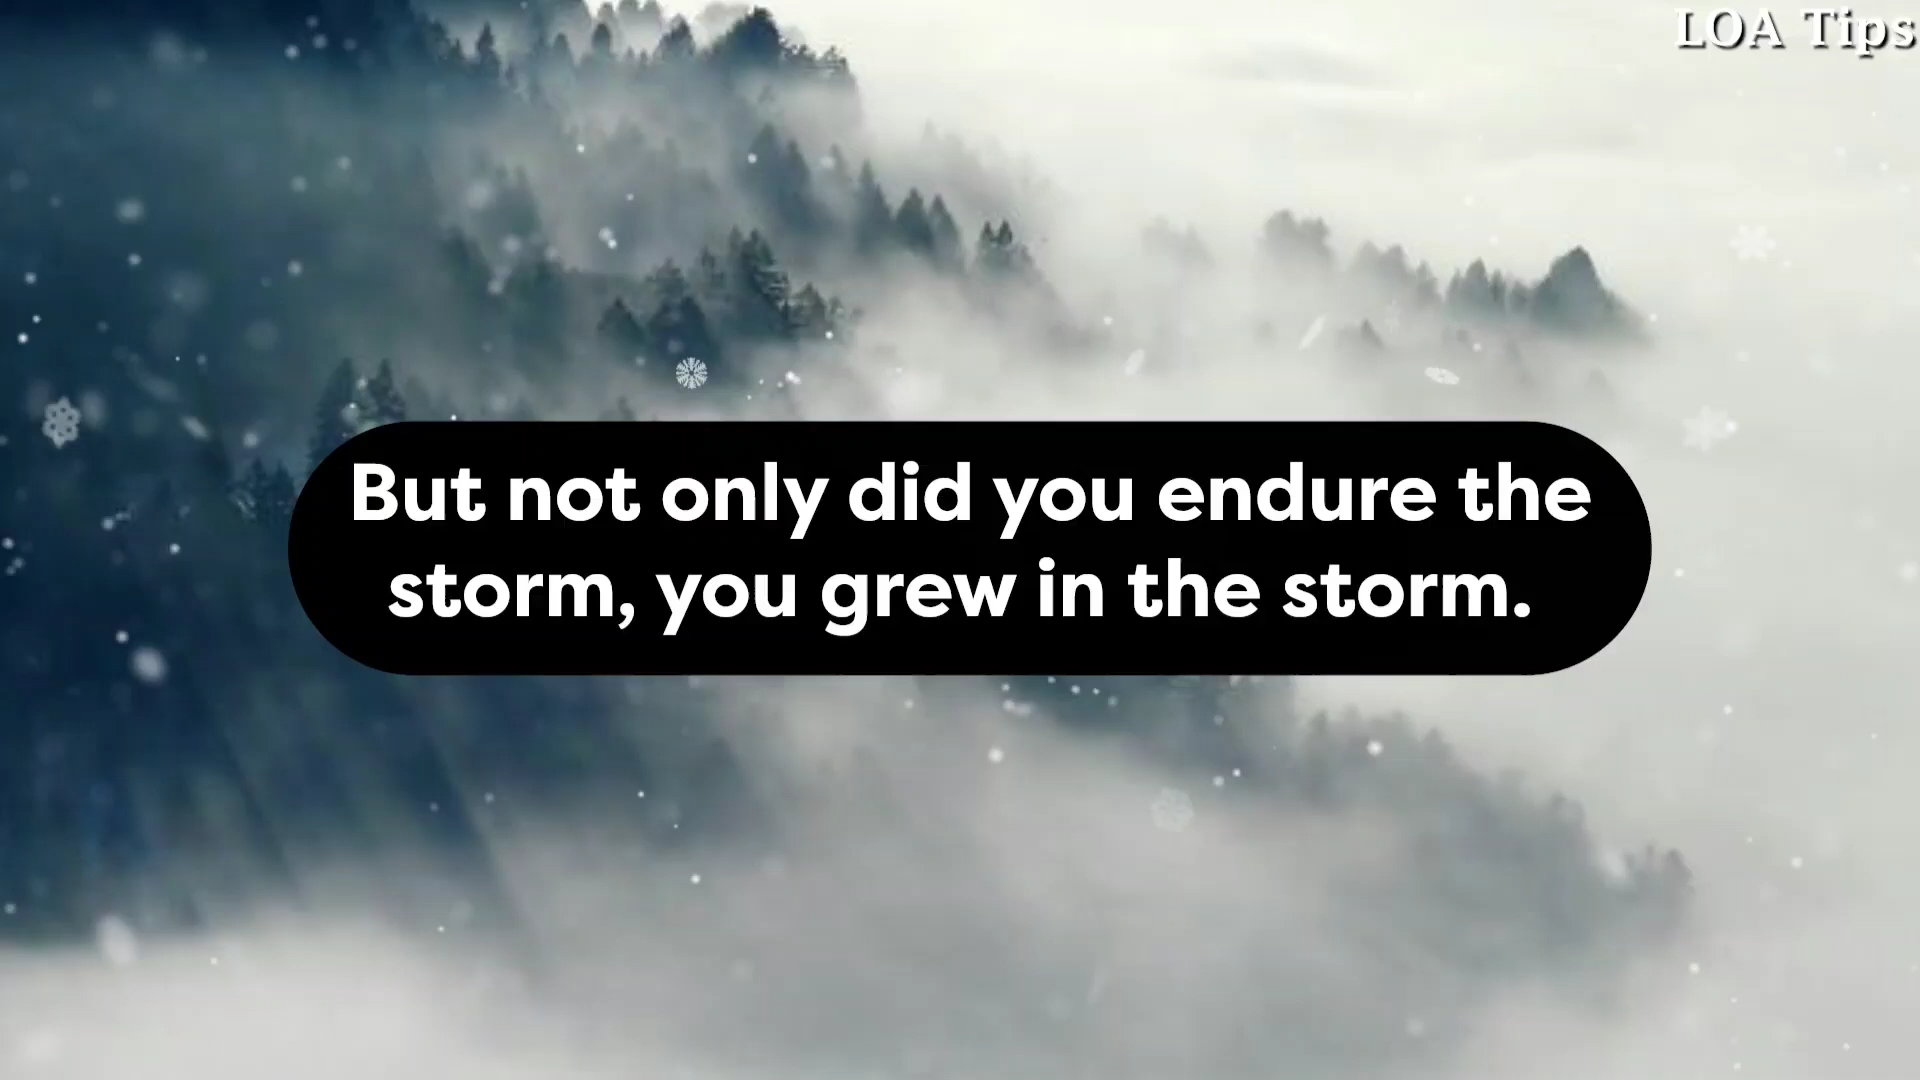 LOA Tips
But not only did you endure the
storm, you grew in the storm.